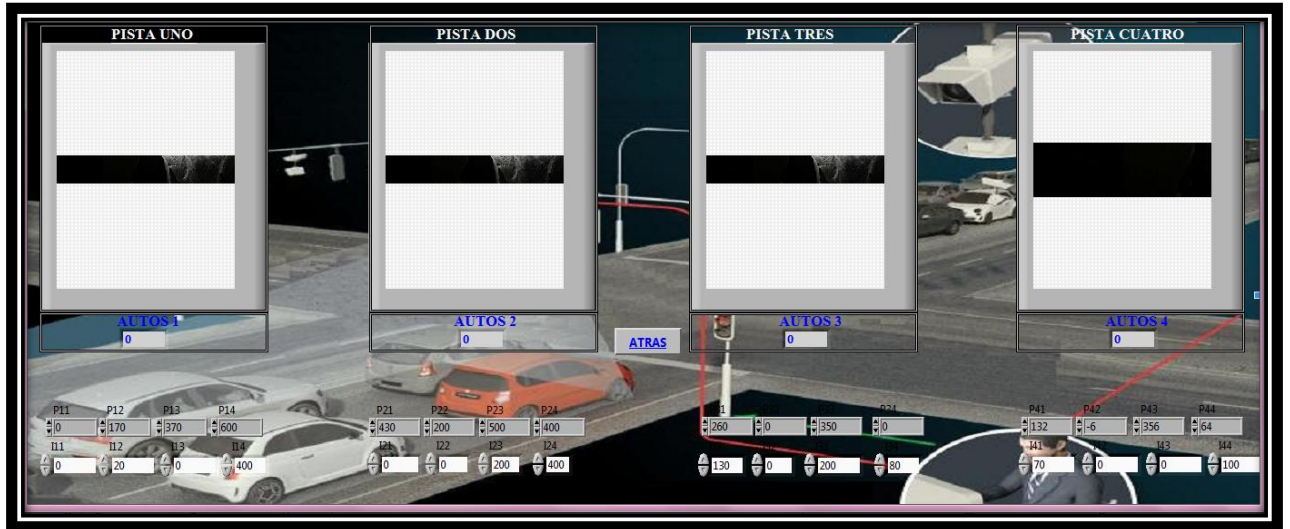 PISTA UNO
PISTA DOS
PISTA TRES
PISTA CUATRO
AUTOS 1
0
AUTOS 2
0
AUTOS 3
0
AUTOS 4
0
ATRAS
P11 P12 P13 P14
0 170 370 600
I11 I12 I13 I14
0 20 0 400
P21 P22 P23 P24
430 200 500 400
I21 I22 I23 I24
0 0 200 400
260 0 350 0
130 0 200 80
P41 P42 P43 P44
132 -6 356 64
I41 I43 I44
70 0 0 100